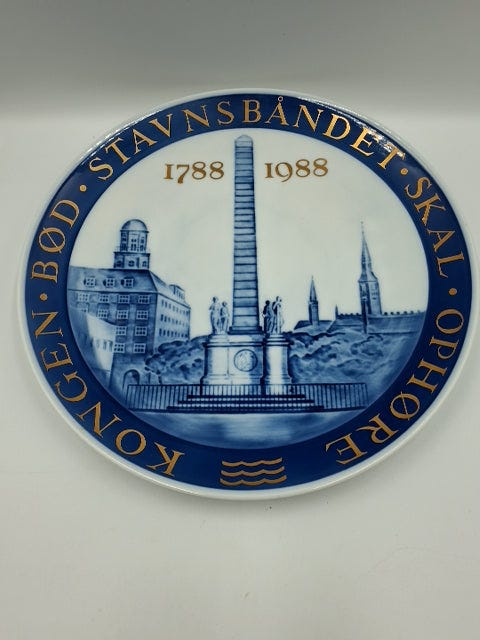 KONGEN · BØD · STAVNSBÅNDET · SKAL · OPHØRE
1788 1988